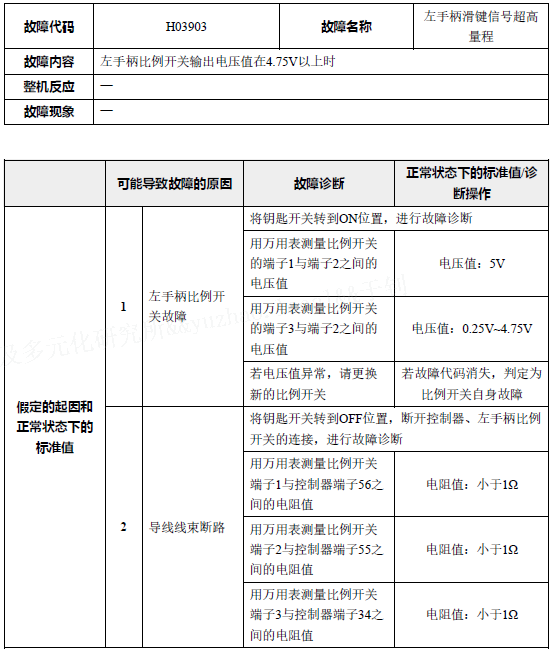 故障代码 H03903 故障名称 左手柄滑键信号超高
量程
故障内容 左手柄比例开关输出电压值在4.75V以上时
整机反应 —
故障现象 —
可能导致故障的原因 故障诊断 正常状态下的标准值/诊
断操作
假定的起因和
正常状态下的
标准值
1 左手柄比例开
关故障
将钥匙开关转到ON位置，进行故障诊断
用万用表测量比例开关
的端子1与端子2之间的
电压值
电压值：5V
用万用表测量比例开关
的端子3与端子2之间的
电压值
电压值：0.25V~4.75V
若电压值异常，请更换
新的比例开关
若故障代码消失，判定为
比例开关自身故障
2 导线线束断路
将钥匙开关转到OFF位置，断开控制器、左手柄比例
开关的连接，进行故障诊断
用万用表测量比例开关
端子1与控制器端子56之
间的电阻值
电阻值：小于1Ω
用万用表测量比例开关
端子2与控制器端子55之
间的电阻值
电阻值：小于1Ω
用万用表测量比例开关
端子3与控制器端子34之
间的电阻值
电阻值：小于1Ω